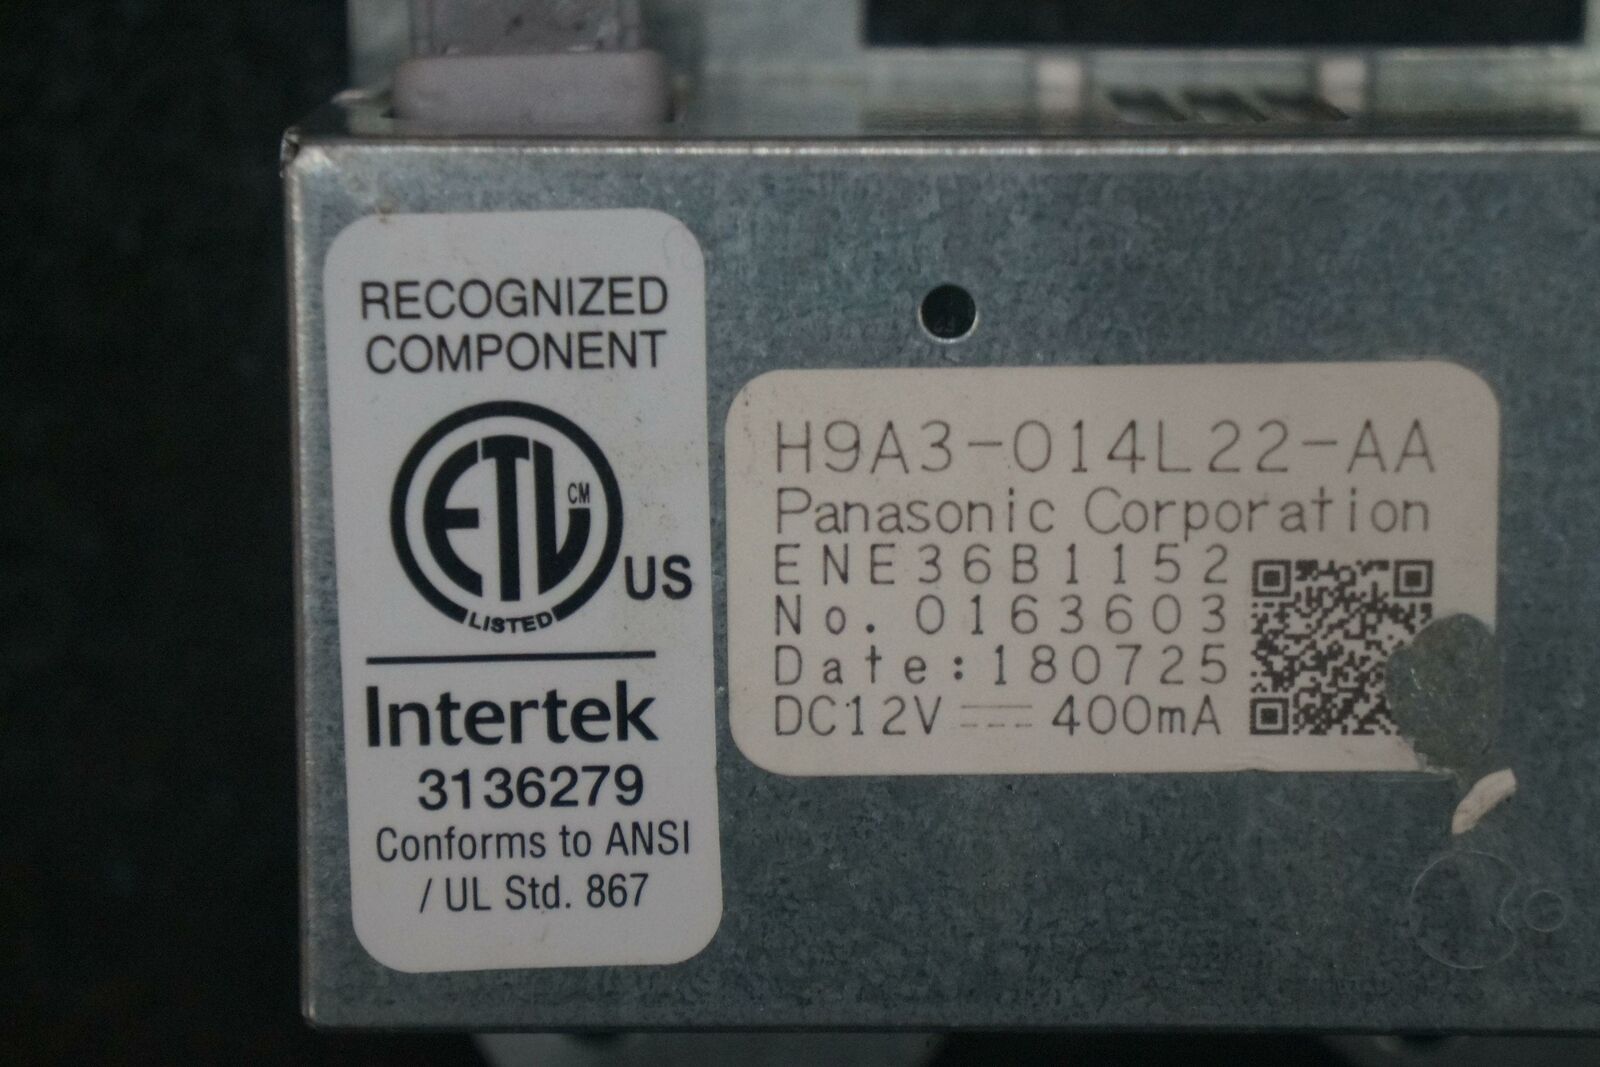 RECOGNIZED
COMPONENT
ETL
CM
LISTED
US
Intertek
3136279
Conforms to ANSI
/ UL Std. 867
H9A3-014L22-AA
Panasonic Corporation
ENE36B1152
No. 0163603
Date:180725
DC12V ⎓ 400mA